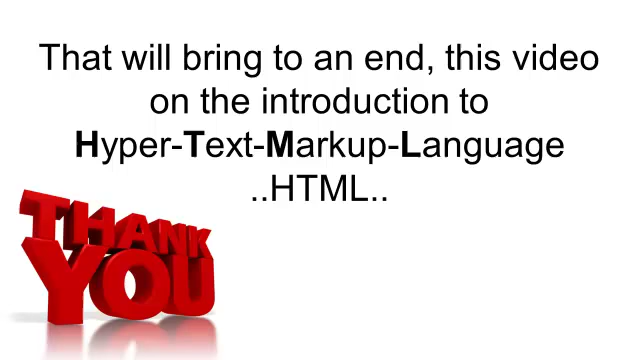 That will bring to an end, this video
on the introduction to
Hyper-Text-Markup-Language
..HTML..
THANK
YOU